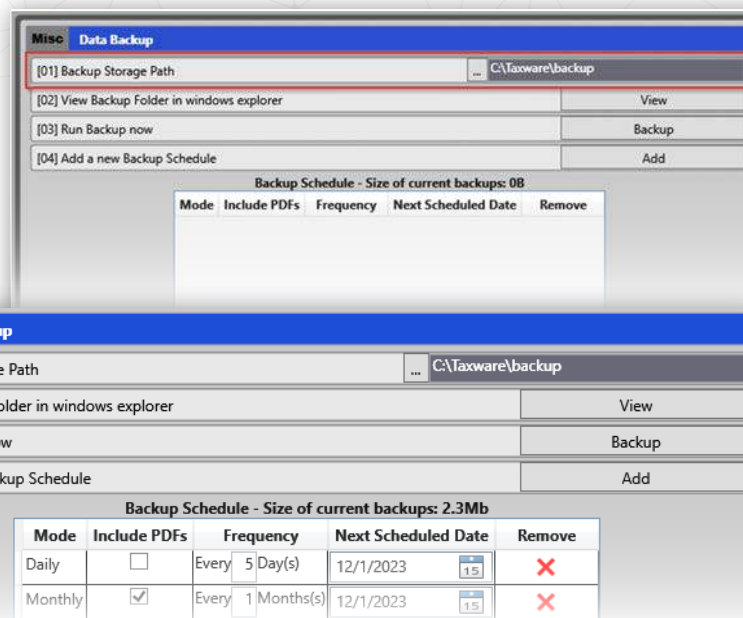 Misc Data Backup
[01] Backup Storage Path ... C:\Taxware\backup
[02] View Backup Folder in windows explorer View
[03] Run Backup now Backup
[04] Add a new Backup Schedule Add
Backup Schedule - Size of current backups: 0B
Mode Include PDFs Frequency Next Scheduled Date Remove
up
e Path ... C:\Taxware\backup
older in windows explorer View
ow Backup
kup Schedule Add
Backup Schedule - Size of current backups: 2.3Mb
Mode Include PDFs Frequency Next Scheduled Date Remove
Daily Every 5 Day(s) 12/1/2023 15
Monthly Every 1 Months(s) 12/1/2023 15